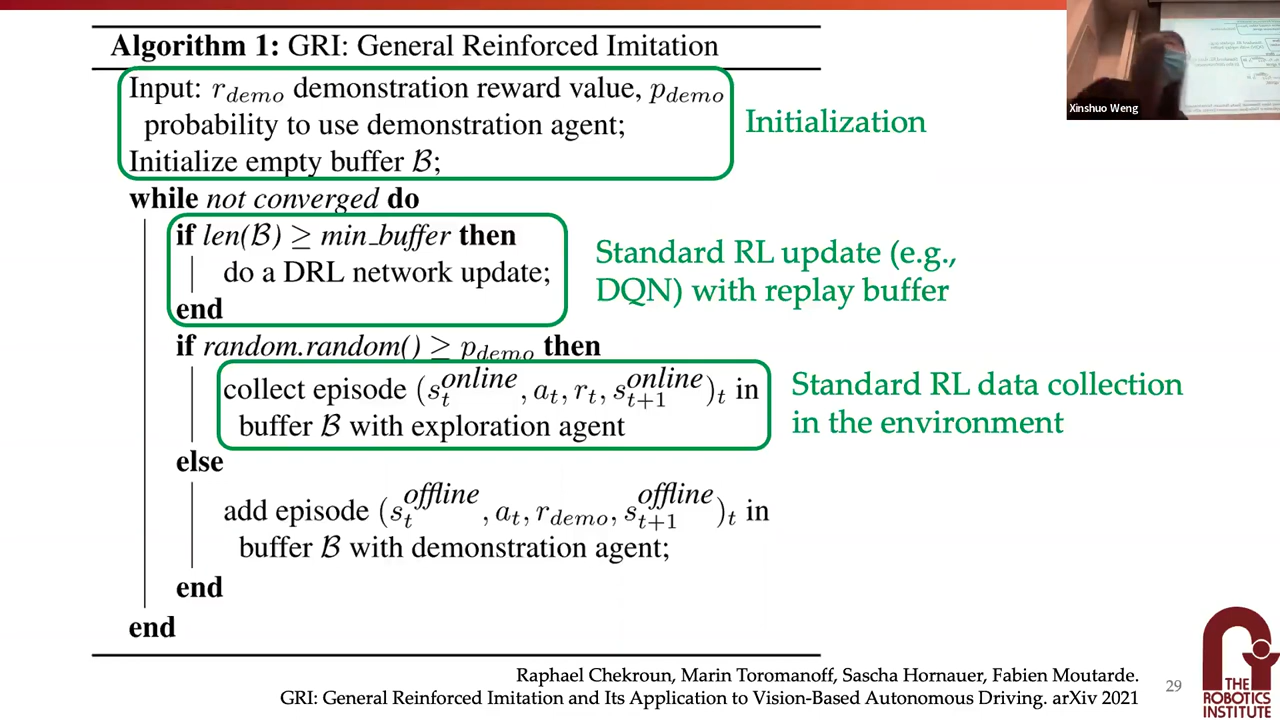 Algorithm 1: GRI: General Reinforced Imitation
Input: r_demo demonstration reward value, p_demo
probability to use demonstration agent;
Initialize empty buffer ℬ;
Initialization
while not converged do
if len(ℬ) ≥ min_buffer then
do a DRL network update;
end
Standard RL update (e.g.,
DQN) with replay buffer
if random.random() ≥ p_demo then
collect episode (s_t^online, a_t, r_t, s_{t+1}^online)_t in
buffer ℬ with exploration agent
Standard RL data collection
in the environment
else
add episode (s_t^offline, a_t, r_demo, s_{t+1}^offline)_t in
buffer ℬ with demonstration agent;
end
end
Raphael Chekroun, Marin Toromanoff, Sascha Hornauer, Fabien Moutarde.
GRI: General Reinforced Imitation and Its Application to Vision-Based Autonomous Driving. arXiv 2021
29
THE
ROBOTICS
INSTITUTE
Xinshuo Weng